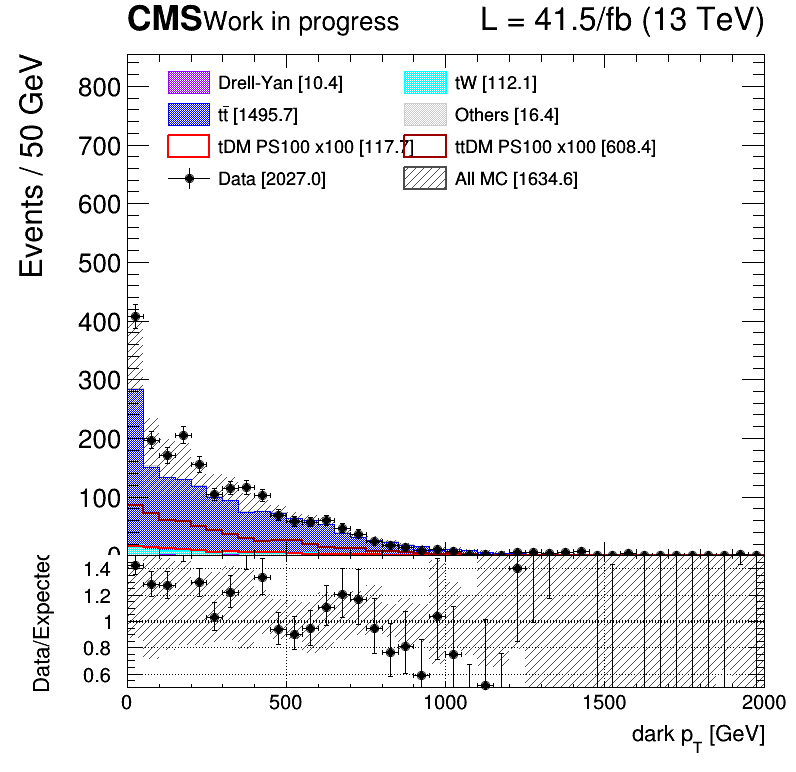 CMS Work in progress L = 41.5/fb (13 TeV)
Events / 50 GeV
Drell-Yan [10.4] tW [112.1]
tt̄ [1495.7] Others [16.4]
tDM PS100 x100 [117.7] ttDM PS100 x100 [608.4]
Data [2027.0] All MC [1634.6]
800
700
600
500
400
300
200
100
0
Data/Expected
1.4
1.2
1
0.8
0.6
0 500 1000 1500 2000
dark p_T [GeV]